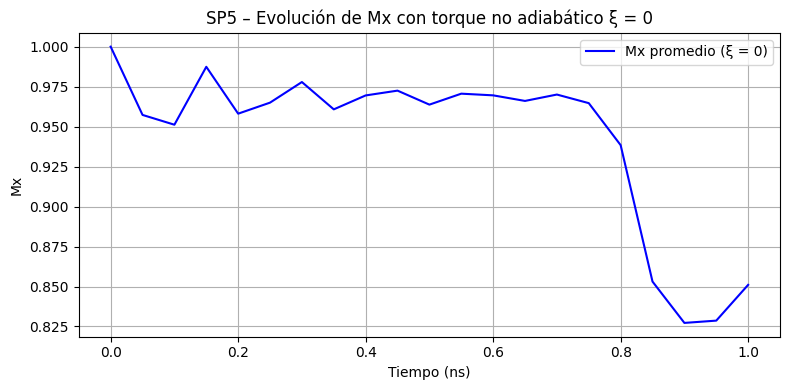 SP5 – Evolución de Mx con torque no adiabático ξ = 0
Mx promedio (ξ = 0)
Mx
1.000
0.975
0.950
0.925
0.900
0.875
0.850
0.825
0.0 0.2 0.4 0.6 0.8 1.0
Tiempo (ns)